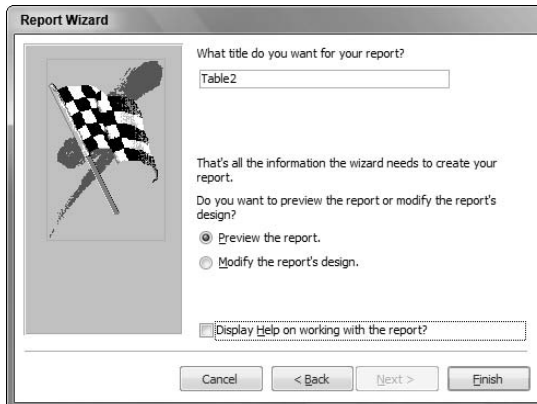 Report Wizard
What title do you want for your report?
Table2
That's all the information the wizard needs to create your
report.
Do you want to preview the report or modify the report's
design?
Preview the report.
Modify the report's design.
Display Help on working with the report?
Cancel
< Back
Next >
Finish